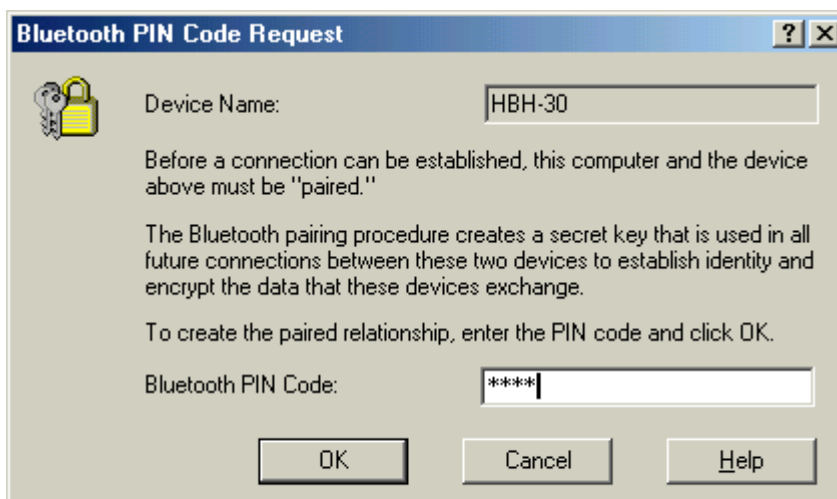 Bluetooth PIN Code Request
Device Name: HBH-30
Before a connection can be established, this computer and the device
above must be "paired."
The Bluetooth pairing procedure creates a secret key that is used in all
future connections between these two devices to establish identity and
encrypt the data that these devices exchange.
To create the paired relationship, enter the PIN code and click OK.
Bluetooth PIN Code: ****
OK Cancel Help